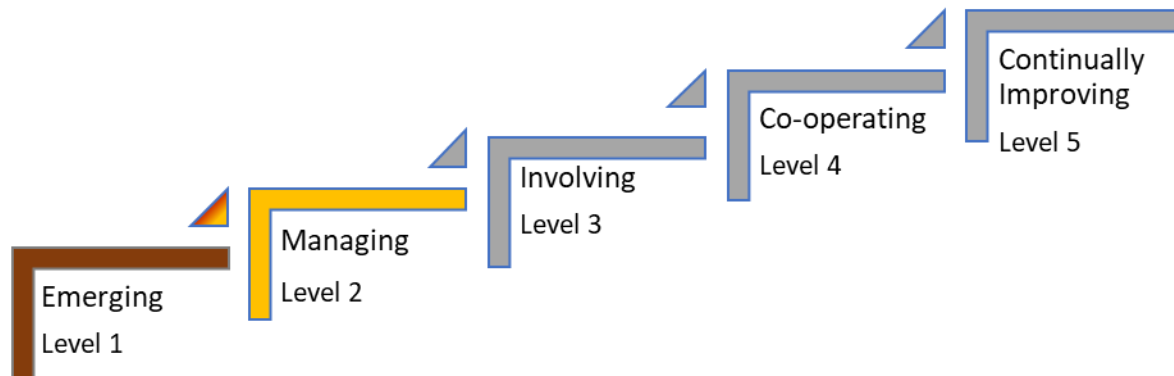 Emerging
Level 1
Managing
Level 2
Involving
Level 3
Co-operating
Level 4
Continually
Improving
Level 5